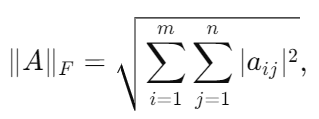 ‖A‖_F = √(∑_{i=1}^{m} ∑_{j=1}^{n} |a_{ij}|²),